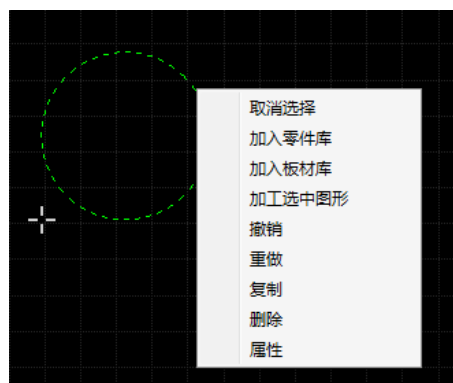 取消选择
加入零件库
加入板材库
加工选中图形
撤销
重做
复制
删除
属性